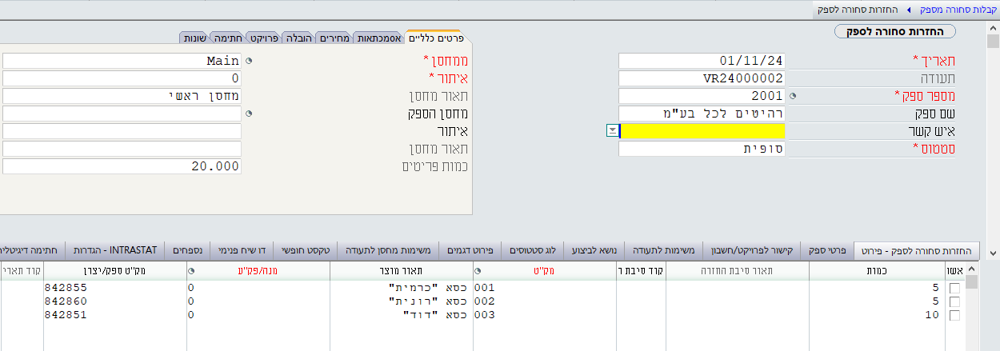 קבלות סחורה מספק החזרות סחורה לספק
החזרות סחורה לספק
תאריך * 01/11/24
תעודה VR24000002
מספר ספק * 2001
שם ספק רהיטים לכל בע"מ
איש קשר
סטטוס * סופית
פרטים כלליים אסמכתאות מחירים הובלה פרויקט חתימה שונות
ממחסן * Main
איתור * 0
תאור מחסן מחסן ראשי
מחסן הספק
איתור
תאור מחסן
כמות פריטים 20.000
החזרות סחורה לספק - פירוט פרטי ספק קישור לפרויקט/חשבון משימות לתעודה נושא לביצוע לוג סטטוסים פירוט דגמים משימות מחסן לתעודה טקסט חופשי דו שיח פנימי נספחים INTRASTAT - הגדרות חתימה דיגיטלית
אשו כמות תאור סיבת החזרה קוד סיבת ד מק"ט תאור מוצר מנה/פק"ע מק"ט ספק/יצרן קוד תארי
5 001 כסא "כרמית" 0 842855
5 002 כסא "רונית" 0 842860
10 003 כסא "דוד" 0 842851